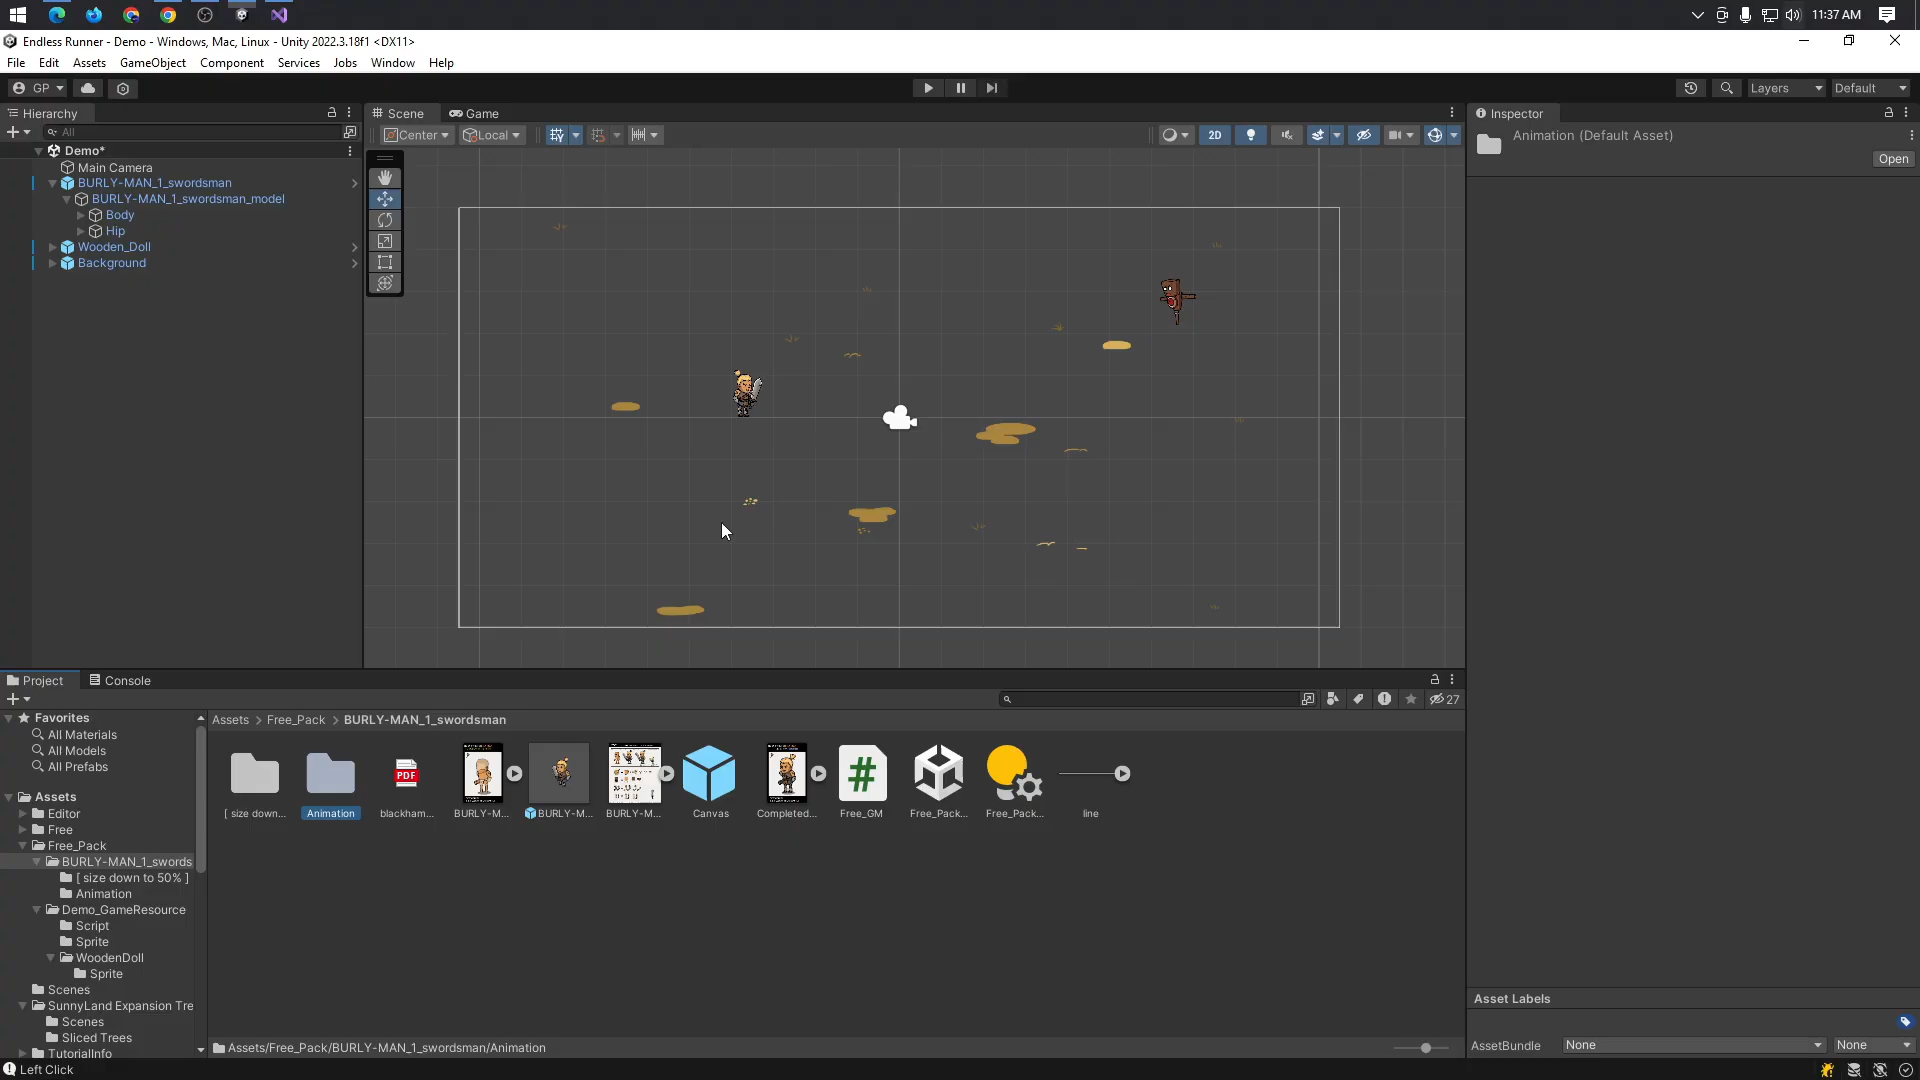 11:37 AM
Endless Runner - Demo - Windows, Mac, Linux - Unity 2022.3.18f1 <DX11>
File Edit Assets GameObject Component Services Jobs Window Help
GP
Layers
Default
Hierarchy
Scene
Game
Inspector
All
Center
Local
2D
Animation (Default Asset)
Open
Demo*
Main Camera
BURLY-MAN_1_swordsman
BURLY-MAN_1_swordsman_model
Body
Hip
Wooden_Doll
Background
Project
Console
27
Favorites
All Materials
All Models
All Prefabs
Assets
Editor
Free
Free_Pack
BURLY-MAN_1_swords
[ size down to 50% ]
Animation
Demo_GameResource
Script
Sprite
WoodenDoll
Sprite
Scenes
SunnyLand Expansion Tre
Scenes
Sliced Trees
TutorialInfo
Assets > Free_Pack > BURLY-MAN_1_swordsman
PDF
[ size down... Animation blackham... BURLY-M... BURLY-M... BURLY-M... Canvas Completed... Free_GM Free_Pack... Free_Pack... line
Assets/Free_Pack/BURLY-MAN_1_swordsman/Animation
Asset Labels
AssetBundle None None
Left Click